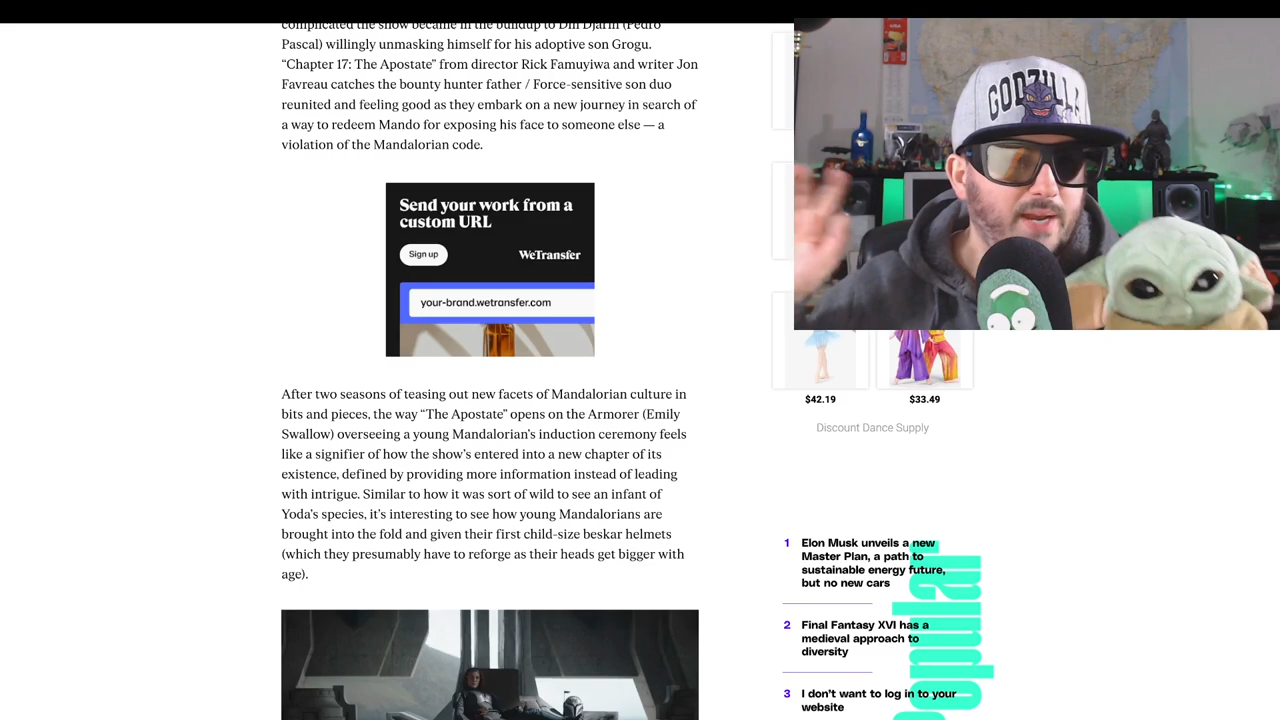 complicated the show became in the buildup to Din Djarin (Pedro
Pascal) willingly unmasking himself for his adoptive son Grogu.
“Chapter 17: The Apostate” from director Rick Famuyiwa and writer Jon
Favreau catches the bounty hunter father / Force-sensitive son duo
reunited and feeling good as they embark on a new journey in search of
a way to redeem Mando for exposing his face to someone else — a
violation of the Mandalorian code.
Send your work from a
custom URL
Sign up
WeTransfer
your-brand.wetransfer.com
After two seasons of teasing out new facets of Mandalorian culture in
bits and pieces, the way “The Apostate” opens on the Armorer (Emily
Swallow) overseeing a young Mandalorian’s induction ceremony feels
like a signifier of how the show’s entered into a new chapter of its
existence, defined by providing more information instead of leading
with intrigue. Similar to how it was sort of wild to see an infant of
Yoda’s species, it’s interesting to see how young Mandalorians are
brought into the fold and given their first child-size beskar helmets
(which they presumably have to reforge as their heads get bigger with
age).
GODZILLA
$42.19
$33.49
Discount Dance Supply
1 Elon Musk unveils a new
Master Plan, a path to
sustainable energy future,
but no new cars
2 Final Fantasy XVI has a
medieval approach to
diversity
3 I don’t want to log in to your
website